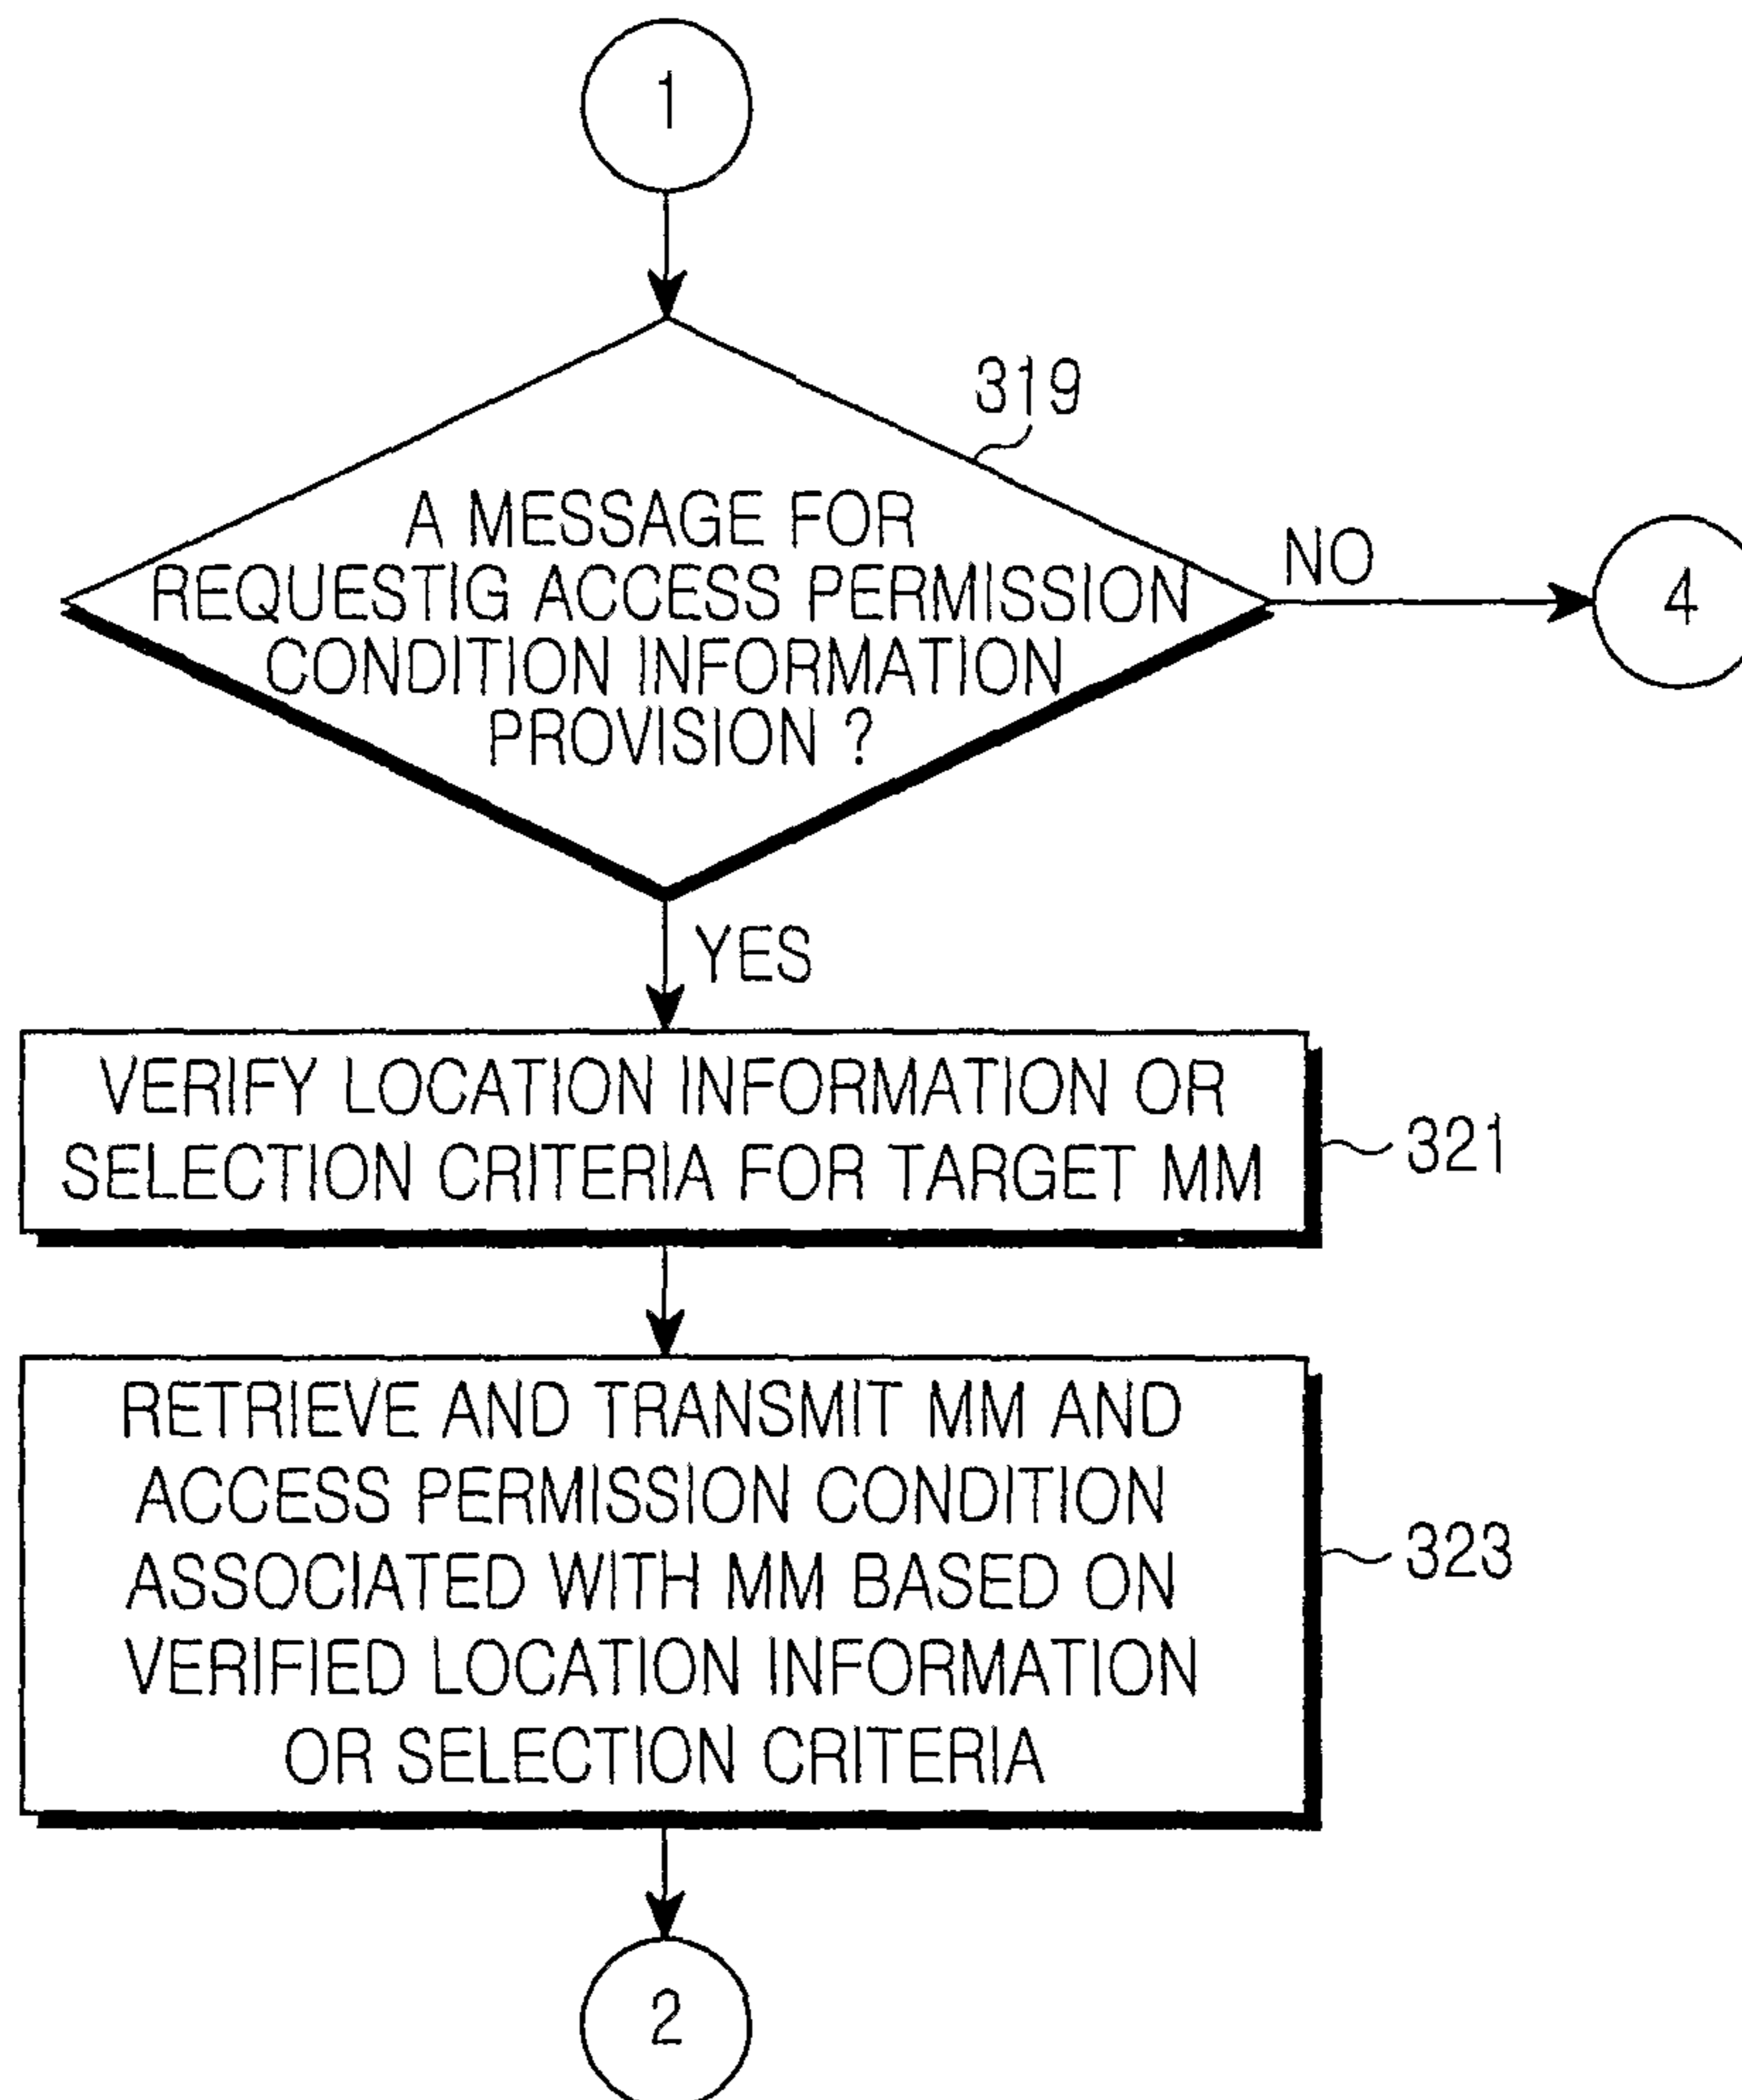 1
319
A MESSAGE FOR
REQUESTIG ACCESS PERMISSION
CONDITION INFORMATION
PROVISION ?
NO
4
YES
VERIFY LOCATION INFORMATION OR
SELECTION CRITERIA FOR TARGET MM
321
RETRIEVE AND TRANSMIT MM AND
ACCESS PERMISSION CONDITION
ASSOCIATED WITH MM BASED ON
VERIFIED LOCATION INFORMATION
OR SELECTION CRITERIA
323
2